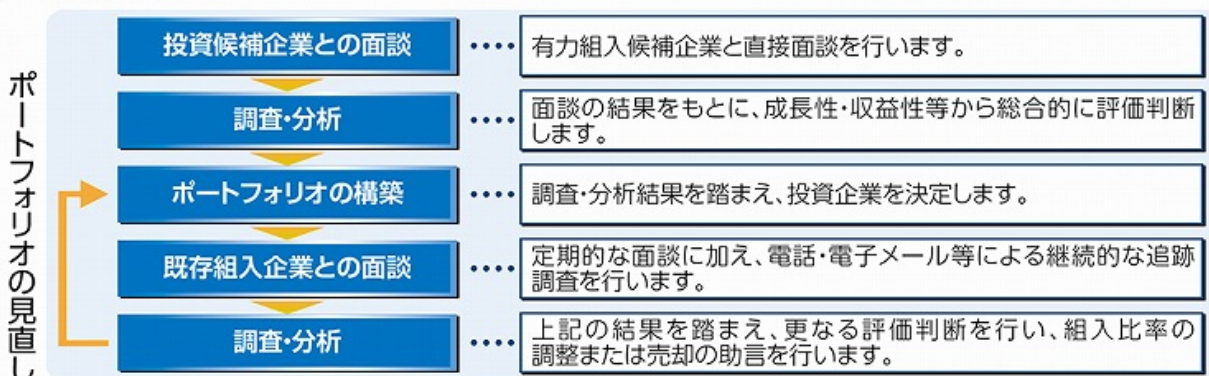 ポートフォリオの見直し
投資候補企業との面談
有力組入候補企業と直接面談を行います。
調査・分析
面談の結果をもとに、成長性・収益性等から総合的に評価判断
します。
ポートフォリオの構築
調査・分析結果を踏まえ、投資企業を決定します。
既存組入企業との面談
定期的な面談に加え、電話・電子メール等による継続的な追跡
調査を行います。
調査・分析
上記の結果を踏まえ、更なる評価判断を行い、組入比率の
調整または売却の助言を行います。